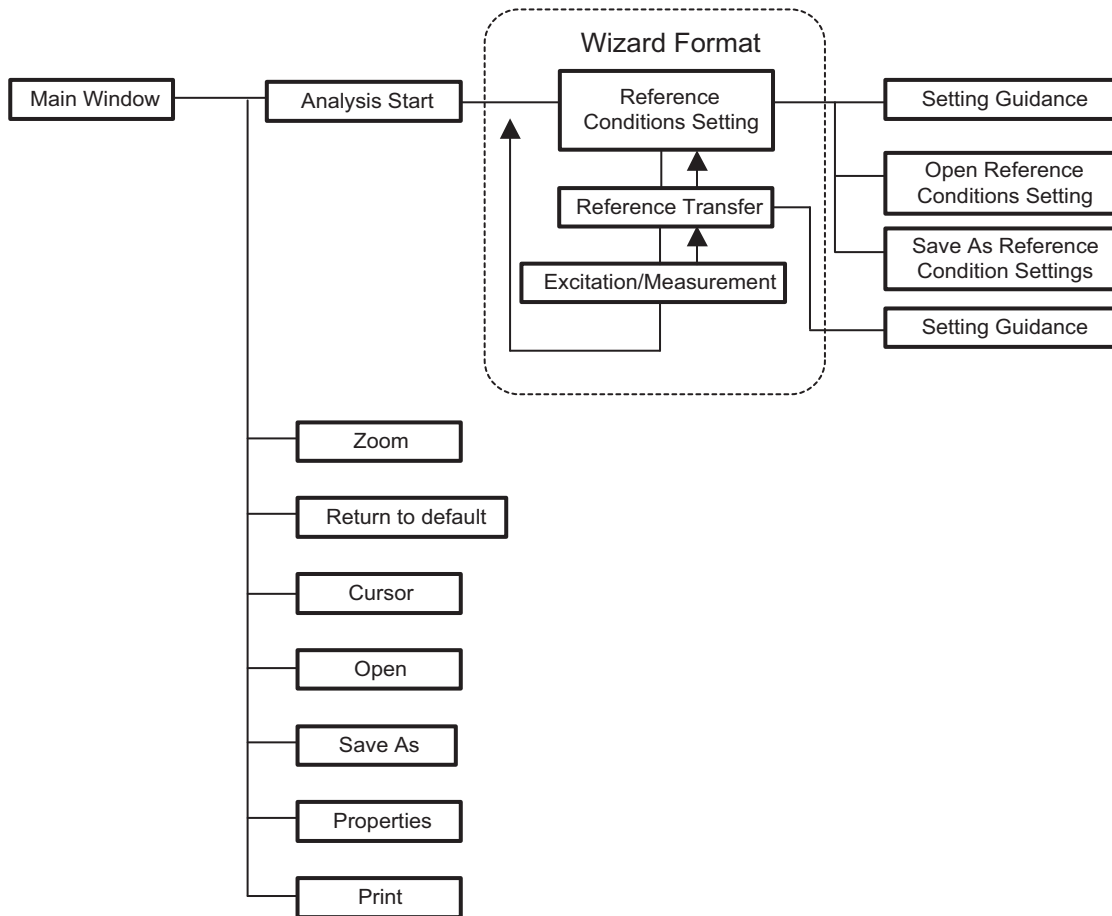 Wizard Format
Main Window
Analysis Start
Reference
Conditions Setting
Setting Guidance
Open Reference
Conditions Setting
Reference Transfer
Save As Reference
Condition Settings
Excitation/Measurement
Setting Guidance
Zoom
Return to default
Cursor
Open
Save As
Properties
Print